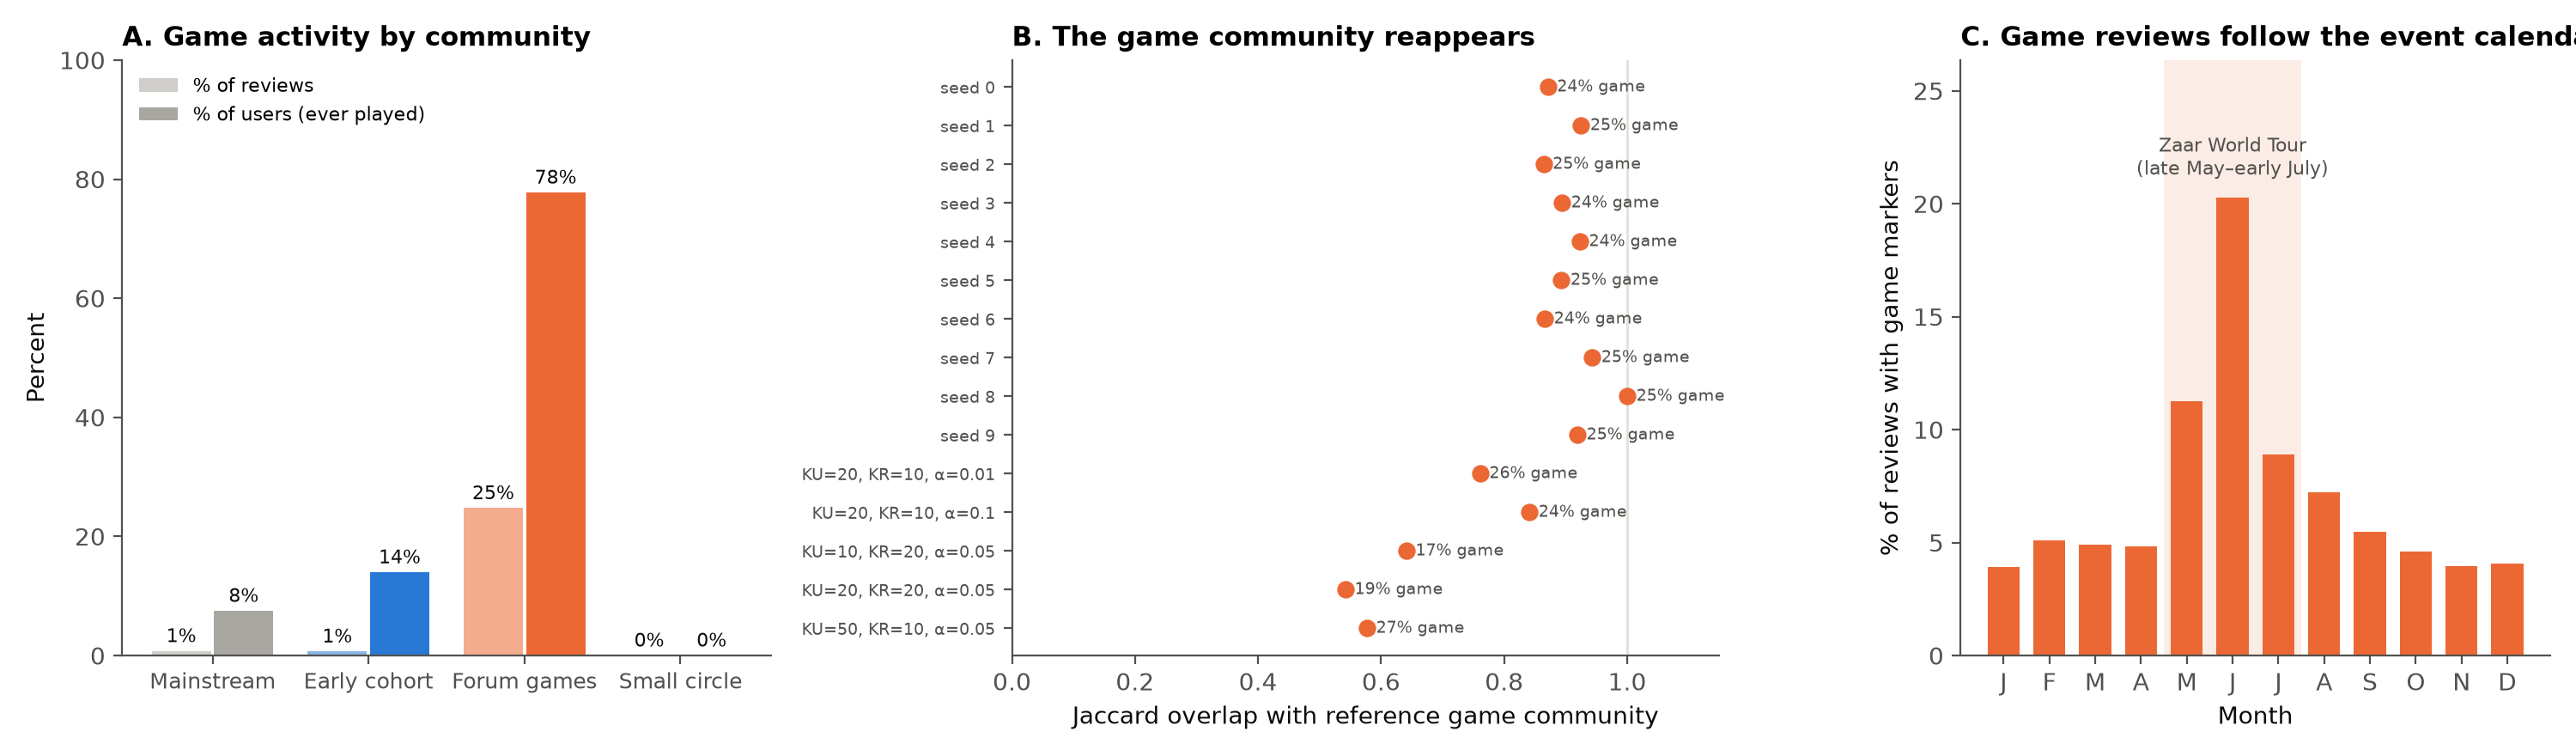 A. Game activity by community
100
80
60
40
20
0
Percent
% of reviews
% of users (ever played)
1%
8%
1%
14%
25%
78%
0%
0%
Mainstream
Early cohort
Forum games
Small circle
B. The game community reappears
seed 0
24% game
seed 1
25% game
seed 2
25% game
seed 3
24% game
seed 4
24% game
seed 5
25% game
seed 6
24% game
seed 7
25% game
seed 8
25% game
seed 9
25% game
KU=20, KR=10, α=0.01
26% game
KU=20, KR=10, α=0.1
24% game
KU=10, KR=20, α=0.05
17% game
KU=20, KR=20, α=0.05
19% game
KU=50, KR=10, α=0.05
27% game
0.0
0.2
0.4
0.6
0.8
1.0
Jaccard overlap with reference game community
C. Game reviews follow the event calenda
25
20
15
10
5
0
% of reviews with game markers
Zaar World Tour
(late May–early July)
J
F
M
A
M
J
J
A
S
O
N
D
Month